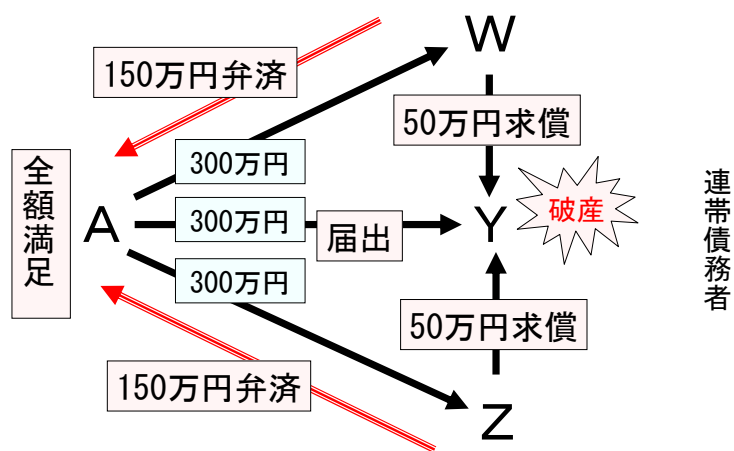 W
150万円弁済
50万円求償
300万円
全額満足
A
300万円
届出
Y
破産
連帯債務者
300万円
50万円求償
150万円弁済
Z